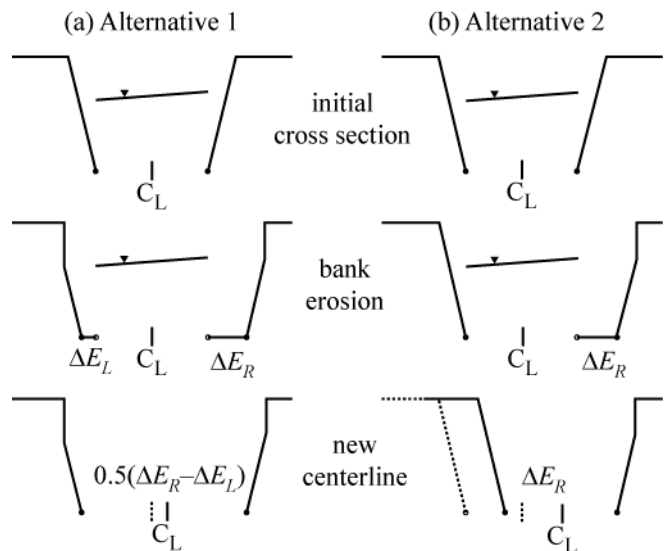 (a) Alternative 1
(b) Alternative 2
initial
cross section
C_L
C_L
bank
erosion
ΔE_L
C_L
ΔE_R
C_L
ΔE_R
new
centerline
0.5(ΔE_R–ΔE_L)
C_L
ΔE_R
C_L